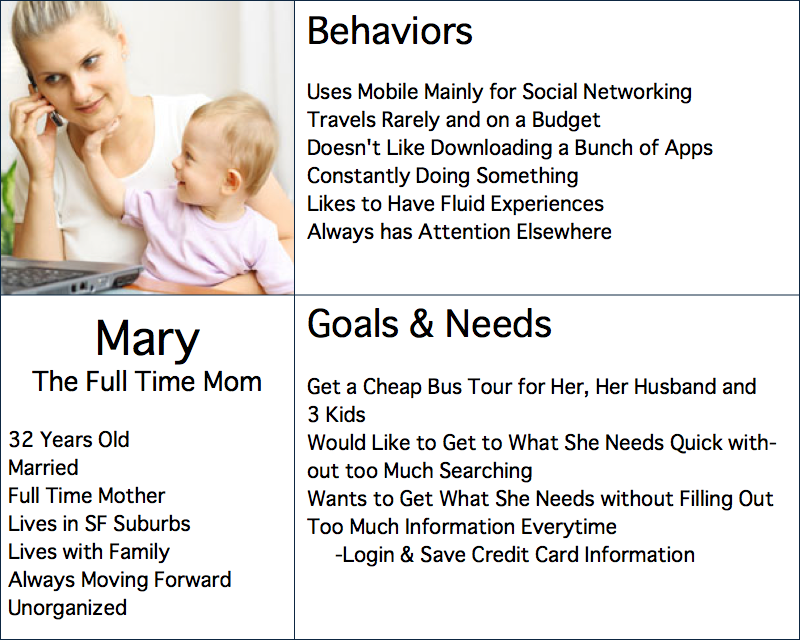 Behaviors
Uses Mobile Mainly for Social Networking
Travels Rarely and on a Budget
Doesn't Like Downloading a Bunch of Apps
Constantly Doing Something
Likes to Have Fluid Experiences
Always has Attention Elsewhere
Mary
The Full Time Mom
32 Years Old
Married
Full Time Mother
Lives in SF Suburbs
Lives with Family
Always Moving Forward
Unorganized
Goals & Needs
Get a Cheap Bus Tour for Her, Her Husband and
3 Kids
Would Like to Get to What She Needs Quick with-
out too Much Searching
Wants to Get What She Needs without Filling Out
Too Much Information Everytime
-Login & Save Credit Card Information